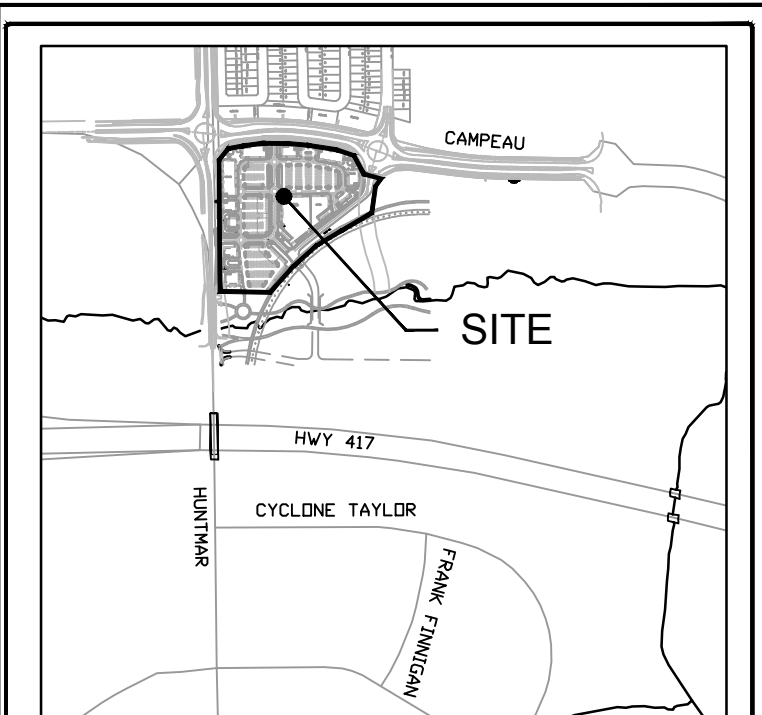 CAMPEAU
SITE
HWY 417
CYCLONE TAYLOR
HUNTMAR
FRANK FINNIGAN